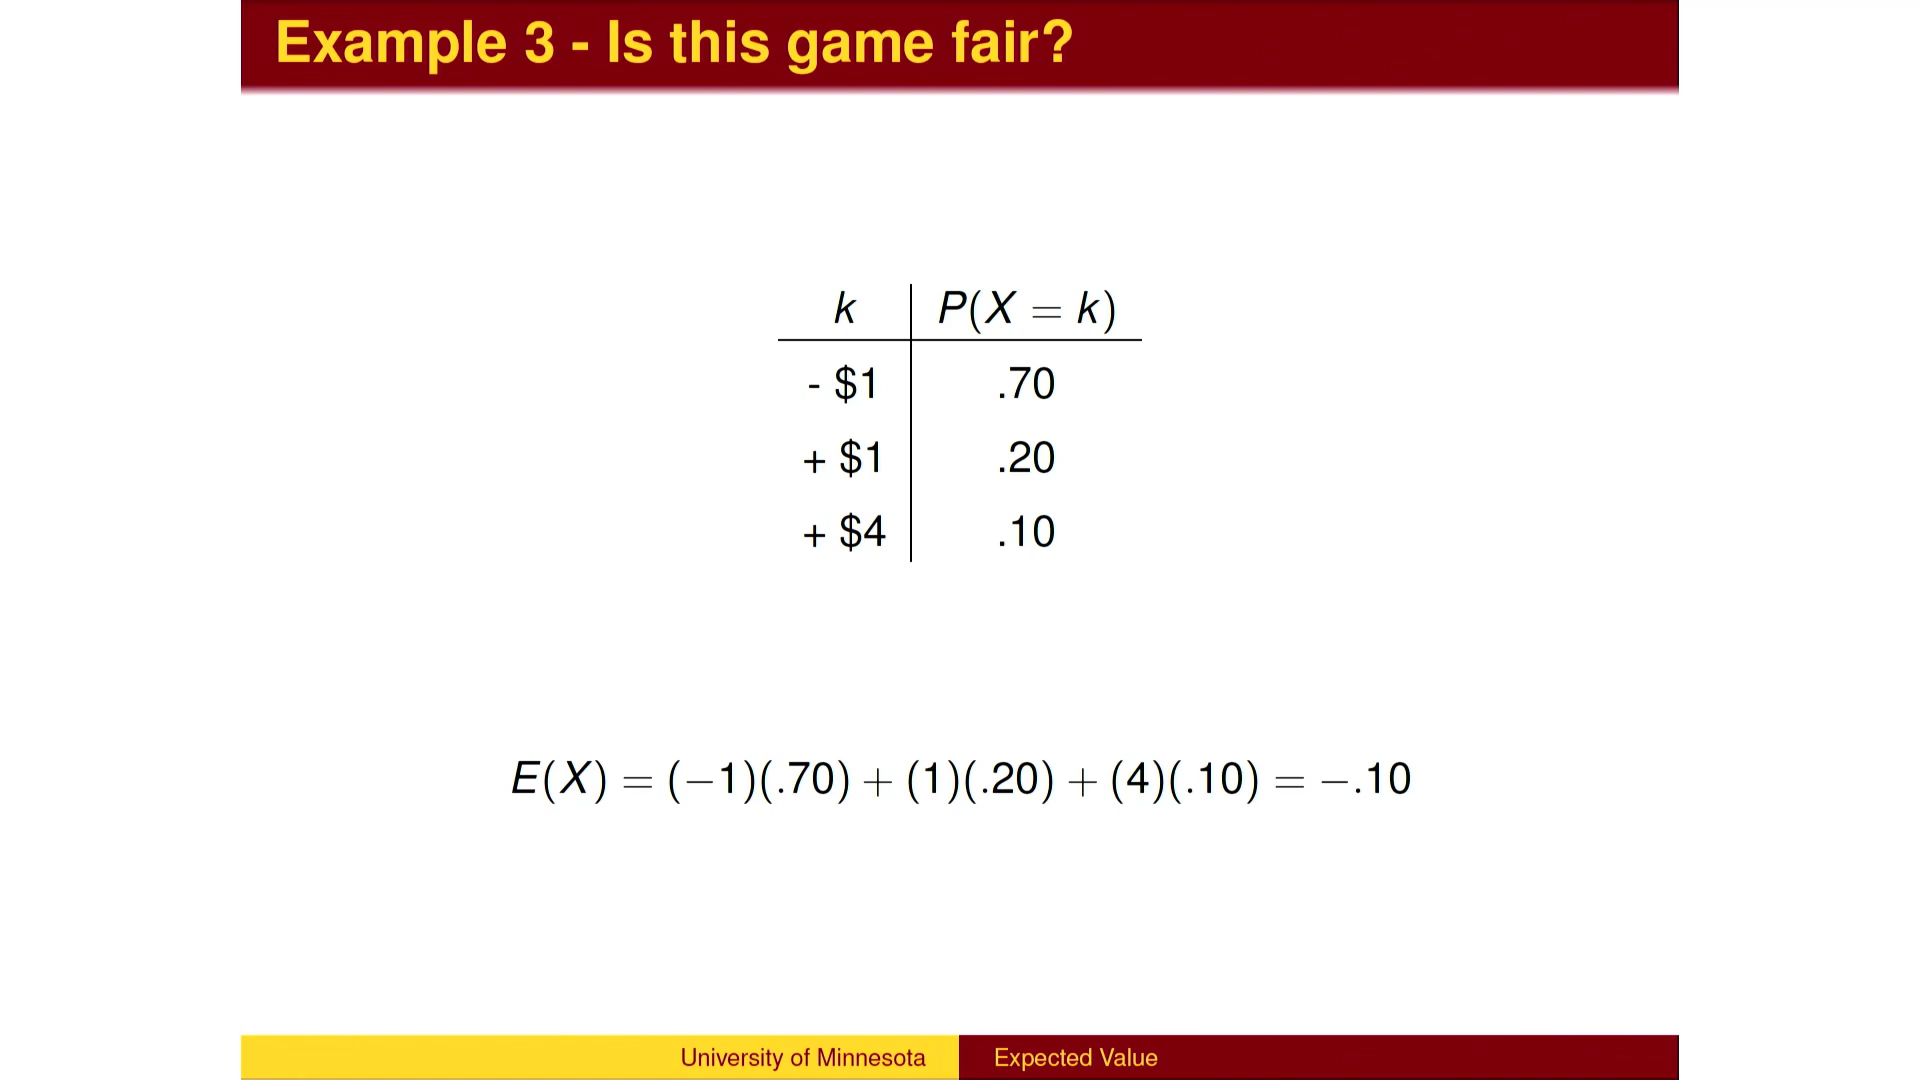 Example 3 - Is this game fair?
k P(X = k)
- $1 .70
+ $1 .20
+ $4 .10
E(X) = (−1)(.70) + (1)(.20) + (4)(.10) = −.10
University of Minnesota Expected Value